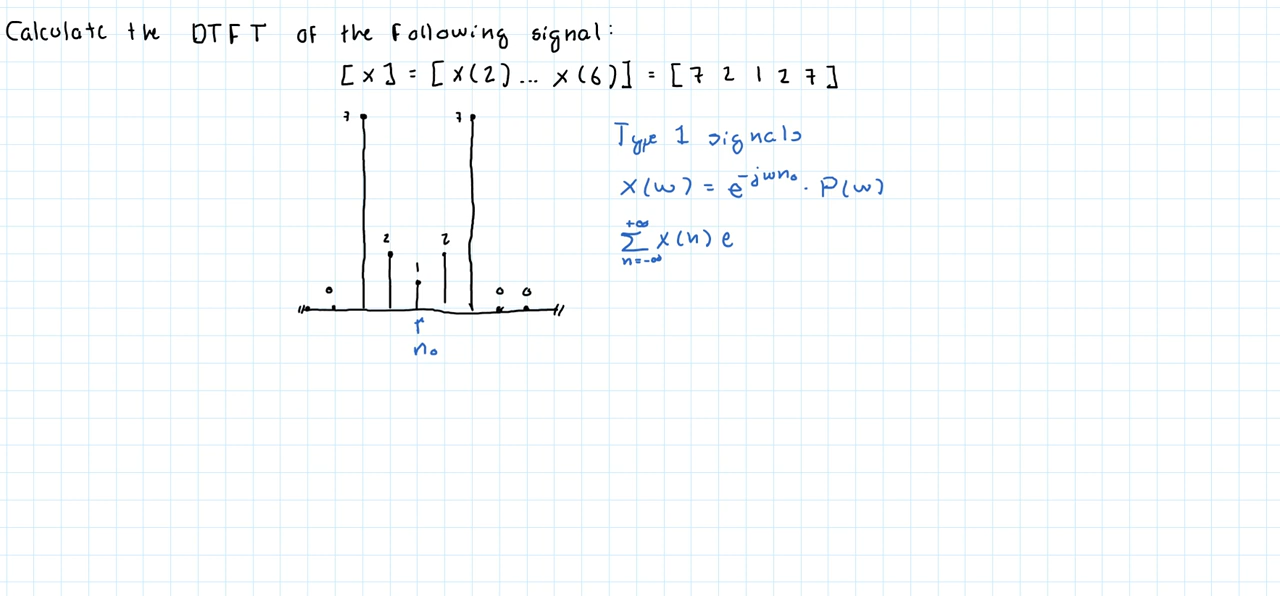 Calculate the DTFT of the following signal:
[x] = [x(2)... x(6)] = [7 2 1 2 7]
7 7
Type 1 signals
x(ω) = e^-jωn₀ · P(ω)
+∞
Σ x(n) e
n=-∞
2 2
1
0 0 0
n₀